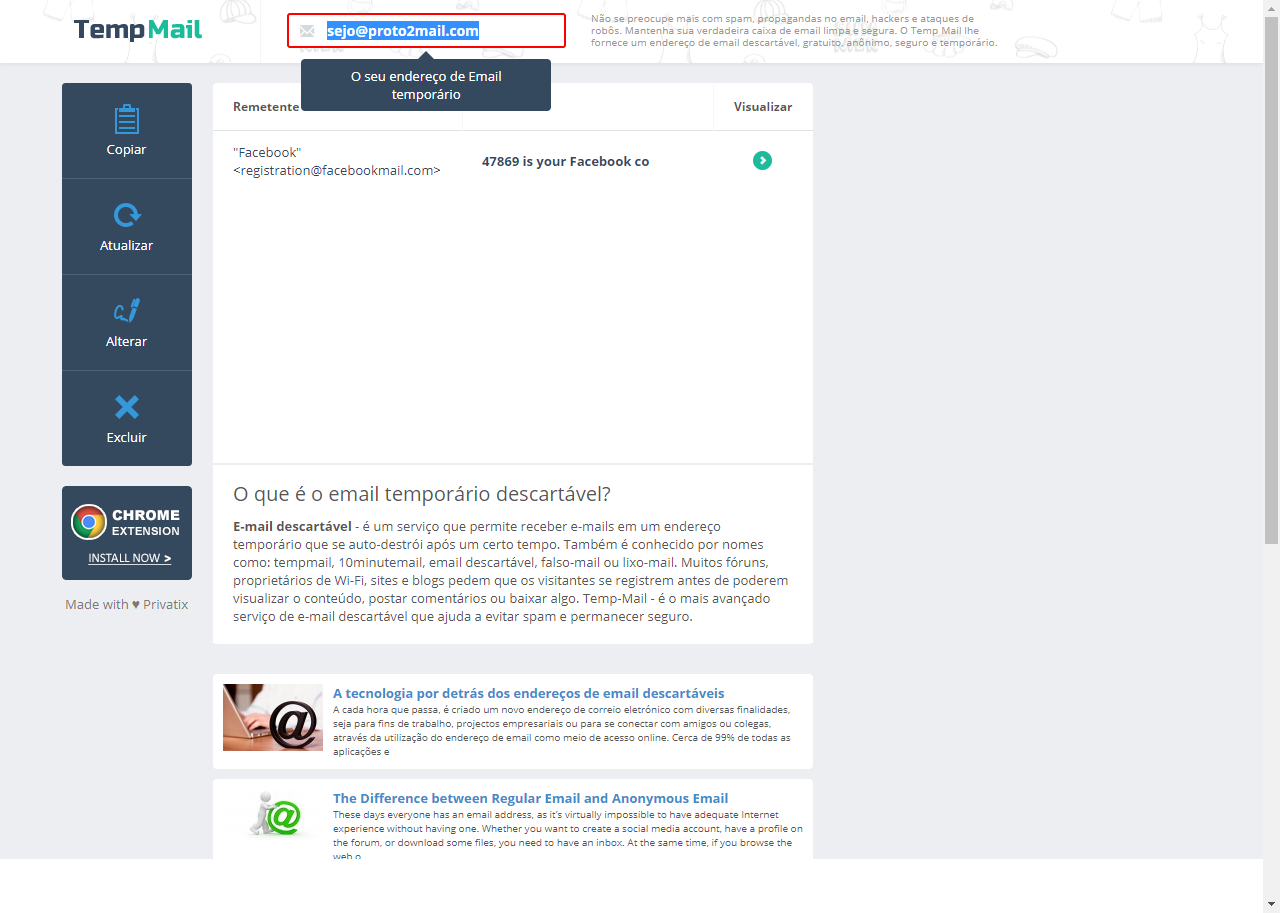 TempMail
sejo@proto2mail.com
Não se preocupe mais com spam, propagandas no email, hackers e ataques de
robôs. Mantenha sua verdadeira caixa de email limpa e segura. O Temp Mail lhe
fornece um endereço de email descartável, gratuito, anônimo, seguro e temporário.
O seu endereço de Email
temporário
Copiar
Atualizar
Alterar
Excluir
CHROME
EXTENSION
INSTALL NOW >
Made with ♥ Privatix
Remetente
Visualizar
"Facebook"
<registration@facebookmail.com>
47869 is your Facebook co
O que é o email temporário descartável?
E-mail descartável - é um serviço que permite receber e-mails em um endereço
temporário que se auto-destrói após um certo tempo. Também é conhecido por nomes
como: tempmail, 10minutemail, email descartável, falso-mail ou lixo-mail. Muitos fóruns,
proprietários de Wi-Fi, sites e blogs pedem que os visitantes se registrem antes de poderem
visualizar o conteúdo, postar comentários ou baixar algo. Temp-Mail - é o mais avançado
serviço de e-mail descartável que ajuda a evitar spam e permanecer seguro.
A tecnologia por detrás dos endereços de email descartáveis
A cada hora que passa, é criado um novo endereço de correio eletrónico com diversas finalidades,
seja para fins de trabalho, projectos empresariais ou para se conectar com amigos ou colegas,
através da utilização do endereço de email como meio de acesso online. Cerca de 99% de todas as
aplicações e
The Difference between Regular Email and Anonymous Email
These days everyone has an email address, as it's virtually impossible to have adequate Internet
experience without having one. Whether you want to create a social media account, have a profile on
the forum, or download some files, you need to have an inbox. At the same time, if you browse the
web o